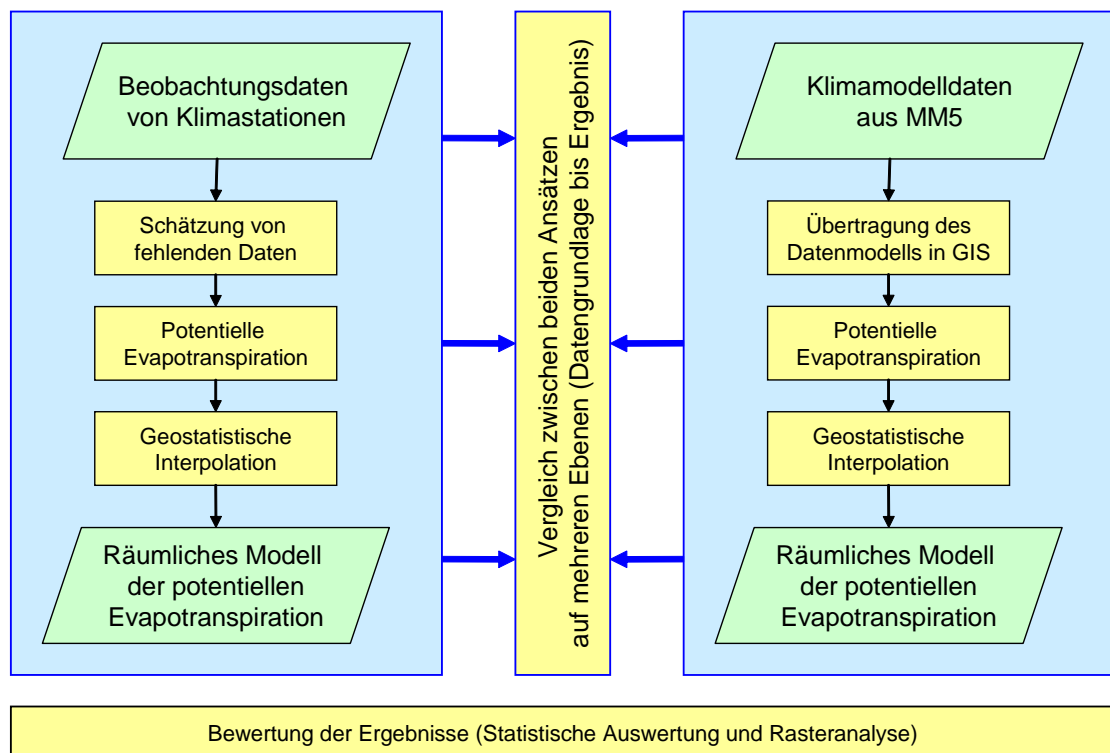 Beobachtungsdaten
von Klimastationen
Schätzung von
fehlenden Daten
Potentielle
Evapotranspiration
Geostatistische
Interpolation
Räumliches Modell
der potentiellen
Evapotranspiration
Vergleich zwischen beiden Ansätzen
auf mehreren Ebenen (Datengrundlage bis Ergebnis)
Klimamodelldaten
aus MM5
Übertragung des
Datenmodells in GIS
Potentielle
Evapotranspiration
Geostatistische
Interpolation
Räumliches Modell
der potentiellen
Evapotranspiration
Bewertung der Ergebnisse (Statistische Auswertung und Rasteranalyse)